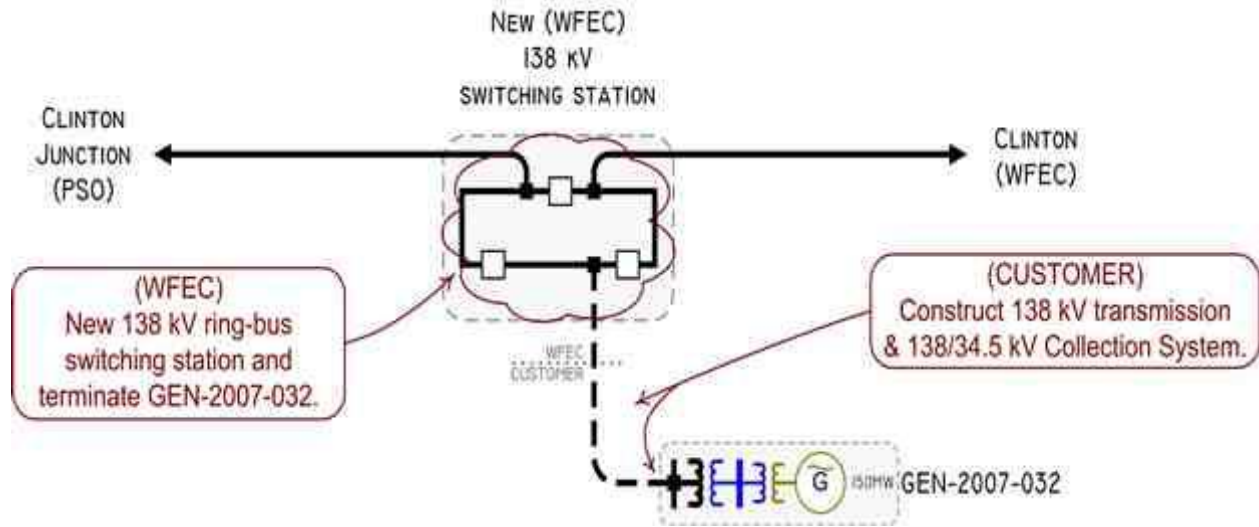 NEW (WFEC)
138 KV
SWITCHING STATION
CLINTON
JUNCTION
(PSO)
CLINTON
(WFEC)
(WFEC)
New 138 kV ring-bus
switching station and
terminate GEN-2007-032.
(CUSTOMER)
Construct 138 kV transmission
& 138/34.5 kV Collection System.
WFEC
CUSTOMER
G
150MW
GEN-2007-032